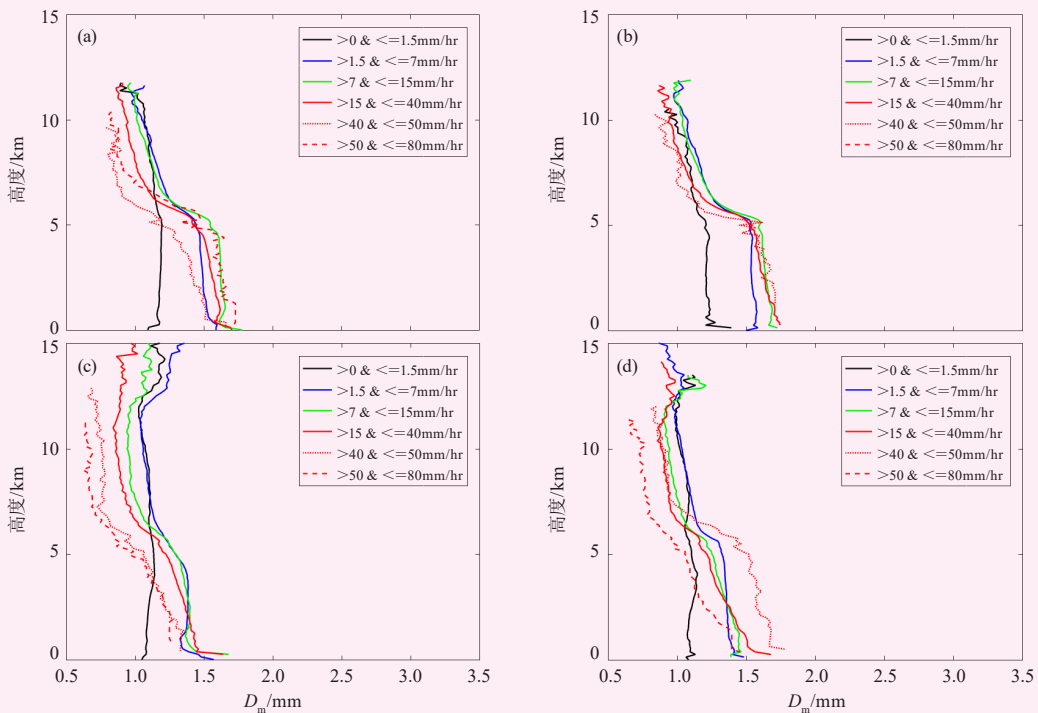 (a)
>0 & <=1.5mm/hr
>1.5 & <=7mm/hr
>7 & <=15mm/hr
>15 & <=40mm/hr
>40 & <=50mm/hr
>50 & <=80mm/hr
15
10
5
0
高度/km
(b)
>0 & <=1.5mm/hr
>1.5 & <=7mm/hr
>7 & <=15mm/hr
>15 & <=40mm/hr
>40 & <=50mm/hr
>50 & <=80mm/hr
15
10
5
0
高度/km
(c)
>0 & <=1.5mm/hr
>1.5 & <=7mm/hr
>7 & <=15mm/hr
>15 & <=40mm/hr
>40 & <=50mm/hr
>50 & <=80mm/hr
15
10
5
0
高度/km
0.5 1.0 1.5 2.0 2.5 3.0 3.5
Dm/mm
(d)
>0 & <=1.5mm/hr
>1.5 & <=7mm/hr
>7 & <=15mm/hr
>15 & <=40mm/hr
>40 & <=50mm/hr
>50 & <=80mm/hr
15
10
5
0
高度/km
0.5 1.0 1.5 2.0 2.5 3.0 3.5
Dm/mm